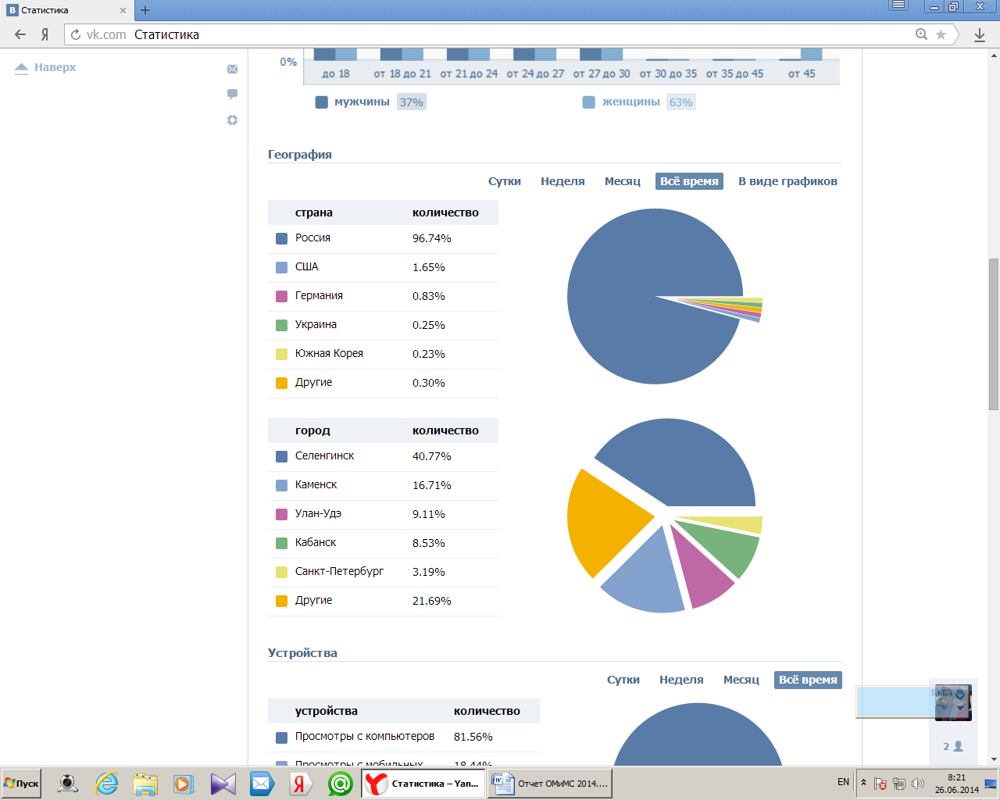 В Статистика
Я vk.com Статистика
Наверх
0%
до 18 от 18 до 21 от 21 до 24 от 24 до 27 от 27 до 30 от 30 до 35 от 35 до 45 от 45
мужчины 37% женщины 63%
География
Сутки Неделя Месяц Всё время В виде графиков
страна количество
Россия 96.74%
США 1.65%
Германия 0.83%
Украина 0.25%
Южная Корея 0.23%
Другие 0.30%
город количество
Селенгинск 40.77%
Каменск 16.71%
Улан-Удэ 9.11%
Кабанск 8.53%
Санкт-Петербург 3.19%
Другие 21.69%
Устройства
Сутки Неделя Месяц Всё время
устройства количество
Просмотры с компьютеров 81.56%
Просмотры с мобильных 18.44%
5 KB/s
2
Пуск Статистика – Yan... Отчет ОМиМС 2014.... EN 8:21
26.06.2014